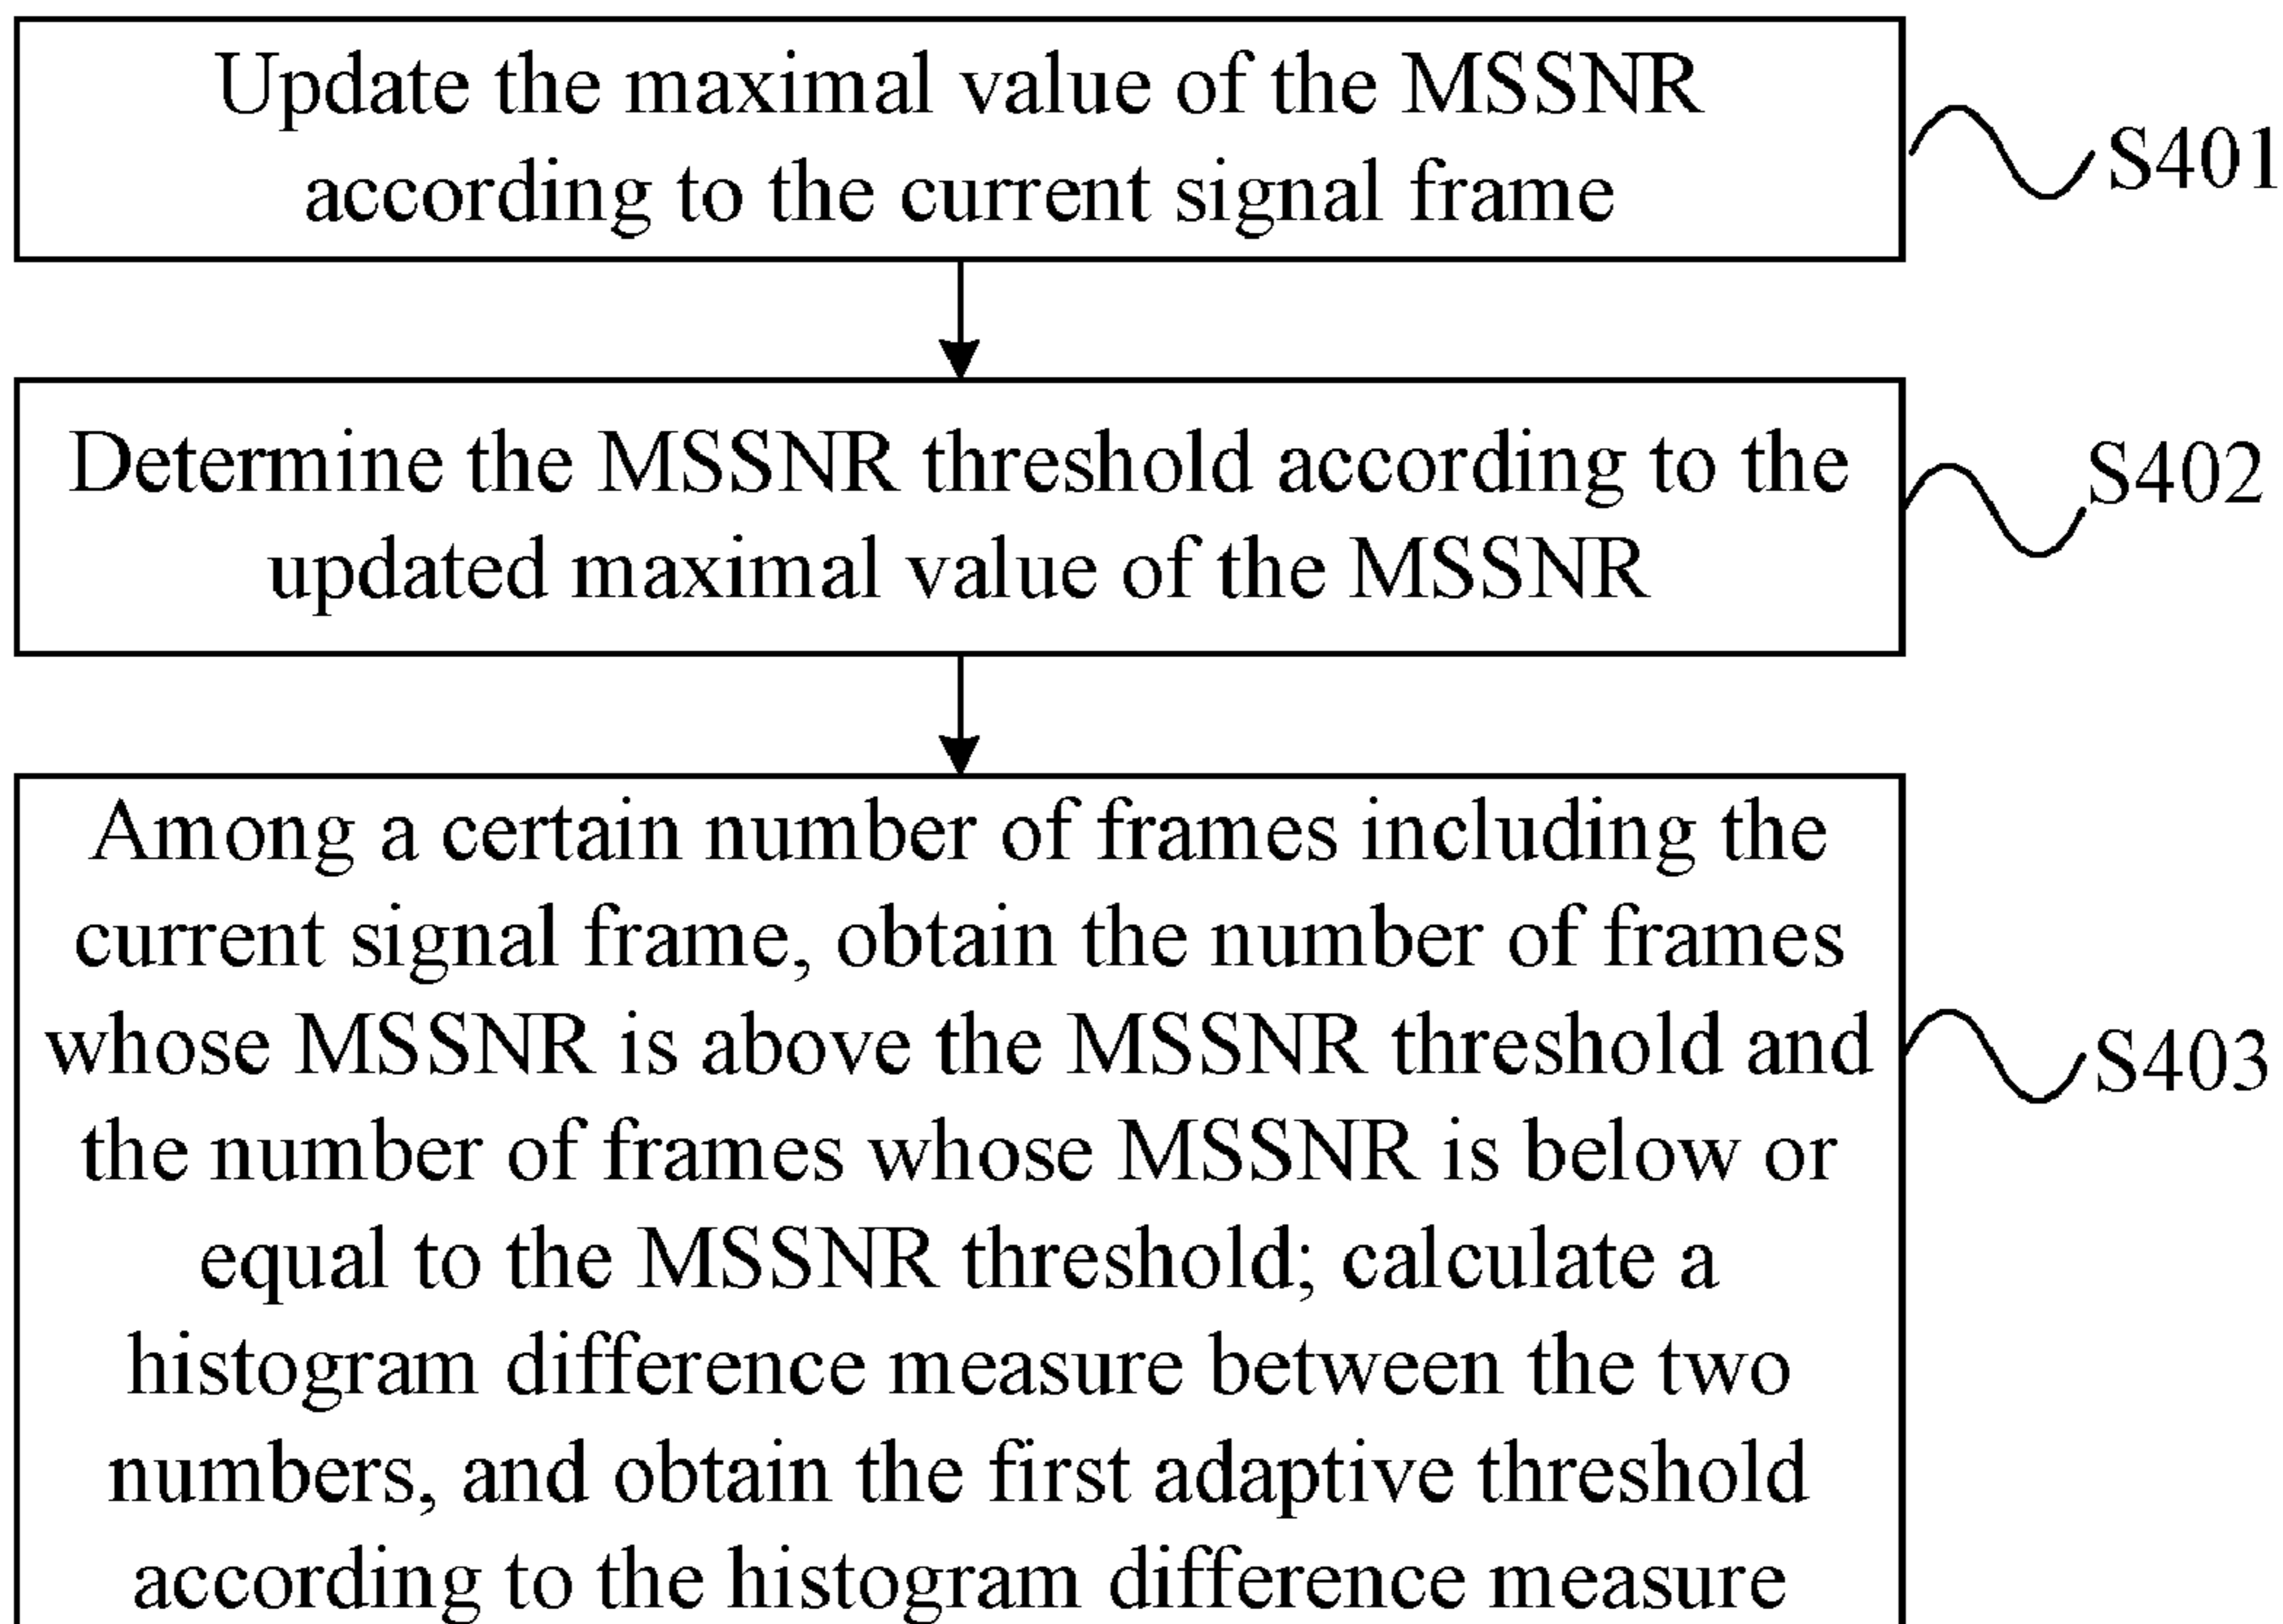 Update the maximal value of the MSSNR
according to the current signal frame
S401
Determine the MSSNR threshold according to the
updated maximal value of the MSSNR
S402
Among a certain number of frames including the
current signal frame, obtain the number of frames
whose MSSNR is above the MSSNR threshold and
the number of frames whose MSSNR is below or
equal to the MSSNR threshold; calculate a
histogram difference measure between the two
numbers, and obtain the first adaptive threshold
according to the histogram difference measure
S403